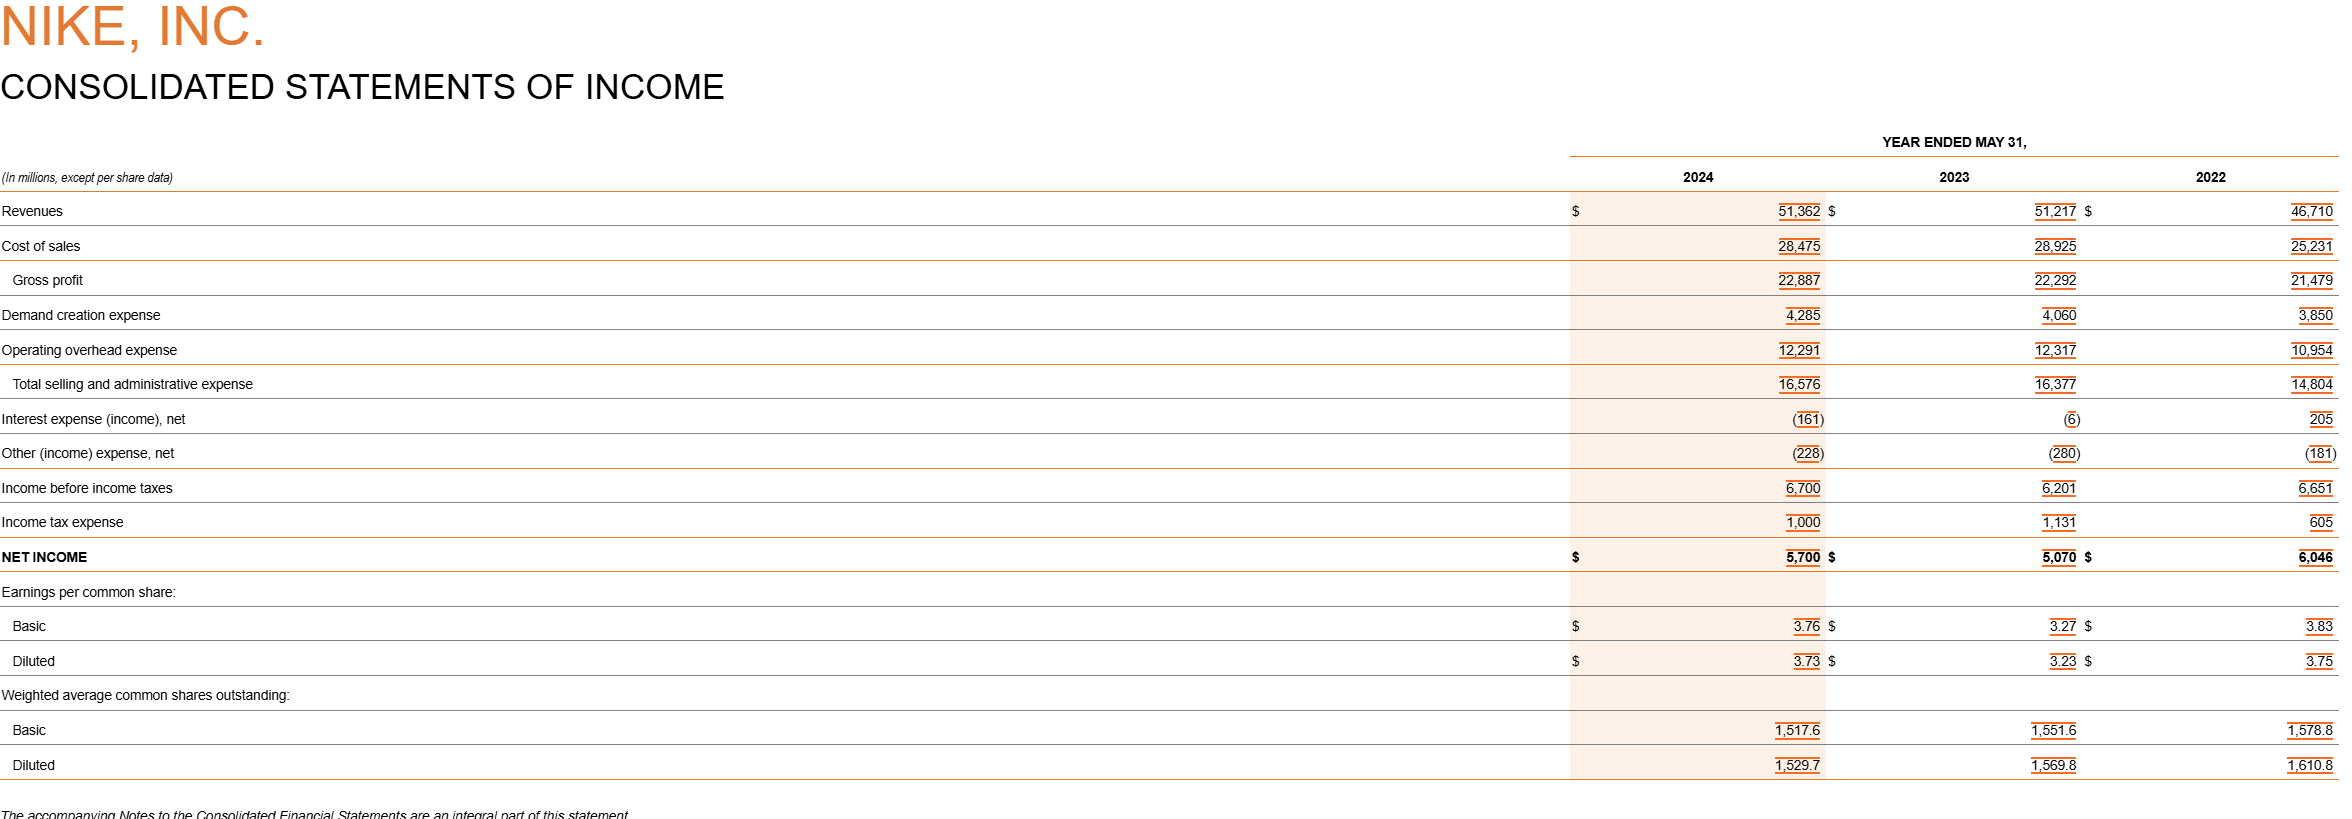 NIKE, INC.
CONSOLIDATED STATEMENTS OF INCOME
YEAR ENDED MAY 31,
(In millions, except per share data) 2024 2023 2022
Revenues $ 51,362 $ 51,217 $ 46,710
Cost of sales 28,475 28,925 25,231
Gross profit 22,887 22,292 21,479
Demand creation expense 4,285 4,060 3,850
Operating overhead expense 12,291 12,317 10,954
Total selling and administrative expense 16,576 16,377 14,804
Interest expense (income), net (161) (6) 205
Other (income) expense, net (228) (280) (181)
Income before income taxes 6,700 6,201 6,651
Income tax expense 1,000 1,131 605
NET INCOME $ 5,700 $ 5,070 $ 6,046
Earnings per common share:
Basic $ 3.76 $ 3.27 $ 3.83
Diluted $ 3.73 $ 3.23 $ 3.75
Weighted average common shares outstanding:
Basic 1,517.6 1,551.6 1,578.8
Diluted 1,529.7 1,569.8 1,610.8
The accompanying Notes to the Consolidated Financial Statements are an integral part of this statement.